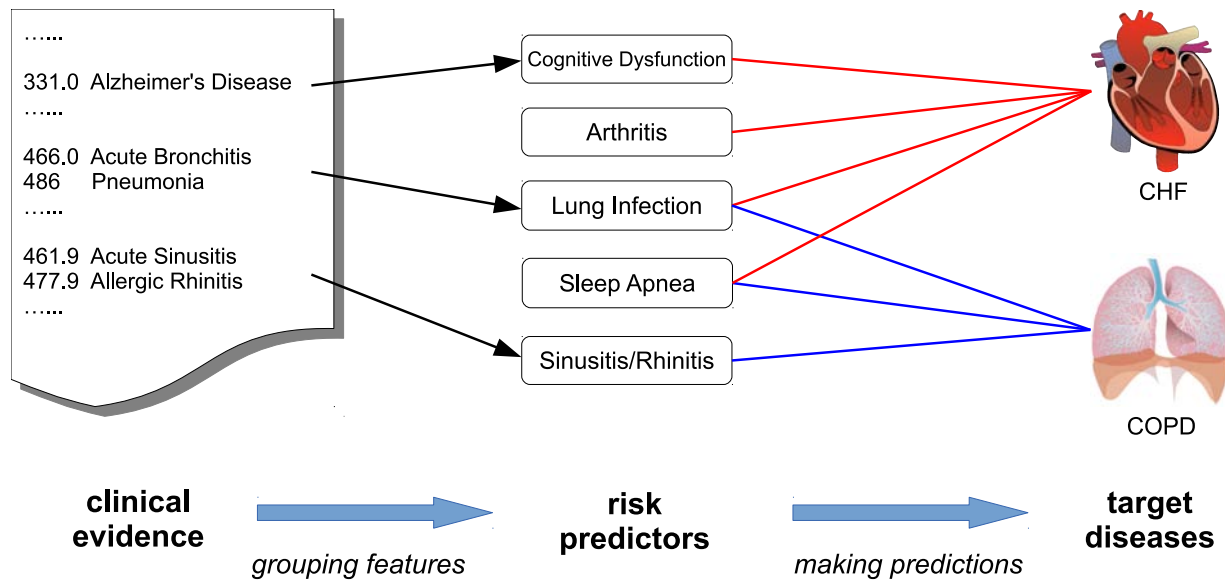 …...
331.0 Alzheimer's Disease
…...
466.0 Acute Bronchitis
486 Pneumonia
…...
461.9 Acute Sinusitis
477.9 Allergic Rhinitis
…...
Cognitive Dysfunction
Arthritis
Lung Infection
Sleep Apnea
Sinusitis/Rhinitis
CHF
COPD
clinical
evidence
grouping features
risk
predictors
making predictions
target
diseases